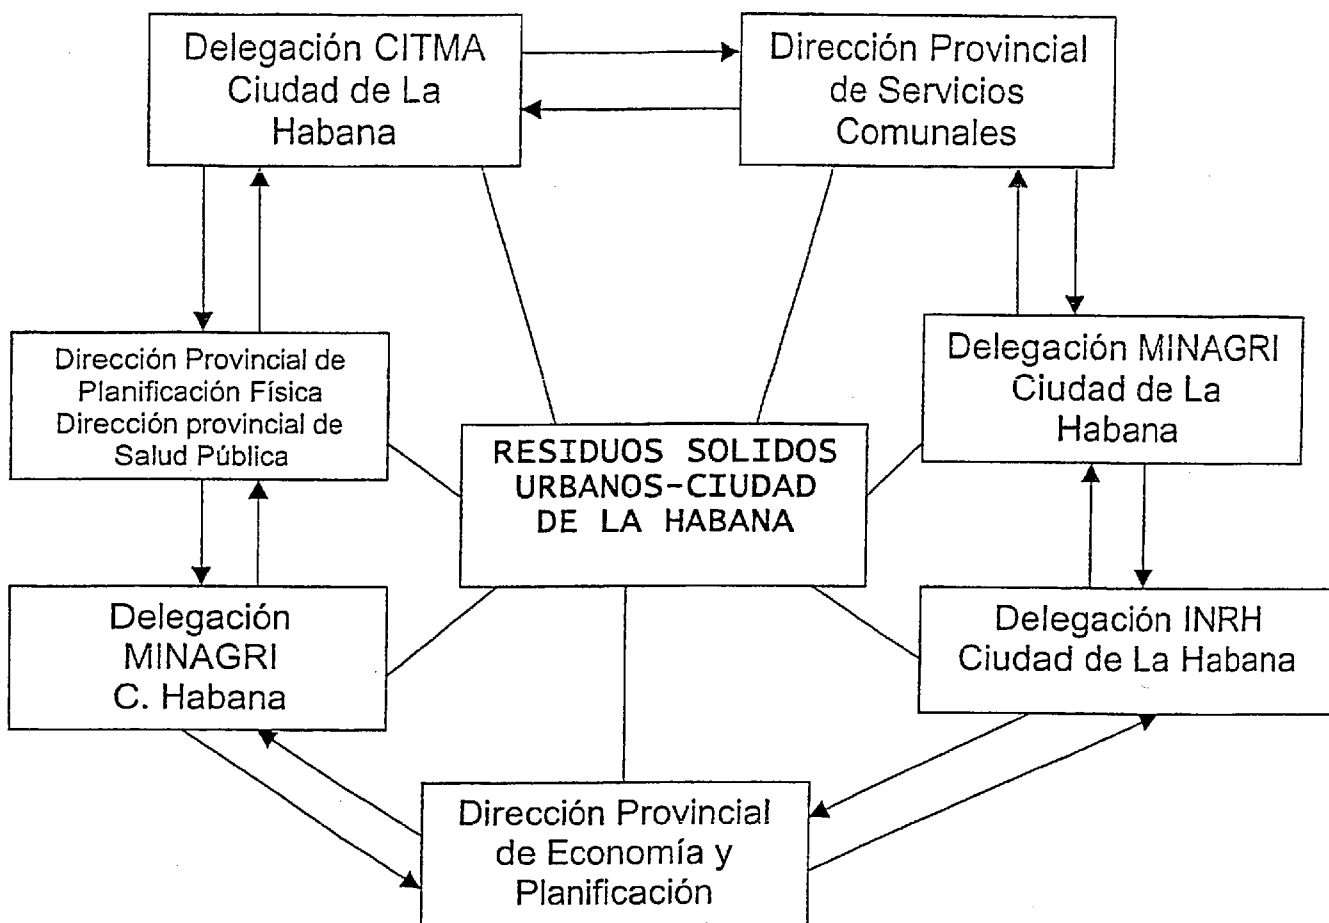 Delegación CITMA
Ciudad de La
Habana
Dirección Provincial
de Servicios
Comunales
Dirección Provincial de
Planificación Física
Dirección provincial de
Salud Pública
RESIDUOS SOLIDOS
URBANOS-CIUDAD
DE LA HABANA
Delegación MINAGRI
Ciudad de La
Habana
Delegación
MINAGRI
C. Habana
Delegación INRH
Ciudad de La Habana
Dirección Provincial
de Economía y
Planificación